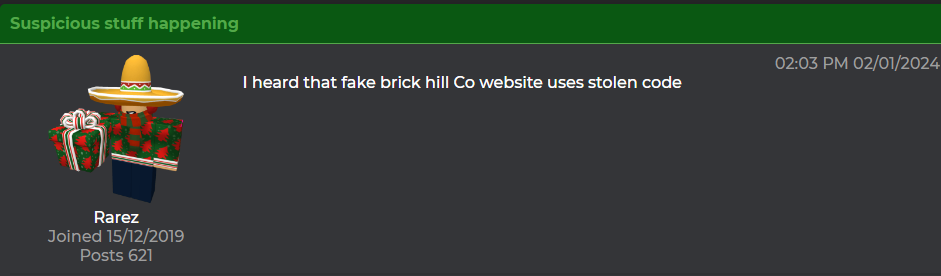 Suspicious stuff happening
02:03 PM 02/01/2024
I heard that fake brick hill Co website uses stolen code
Rarez
Joined 15/12/2019
Posts 621